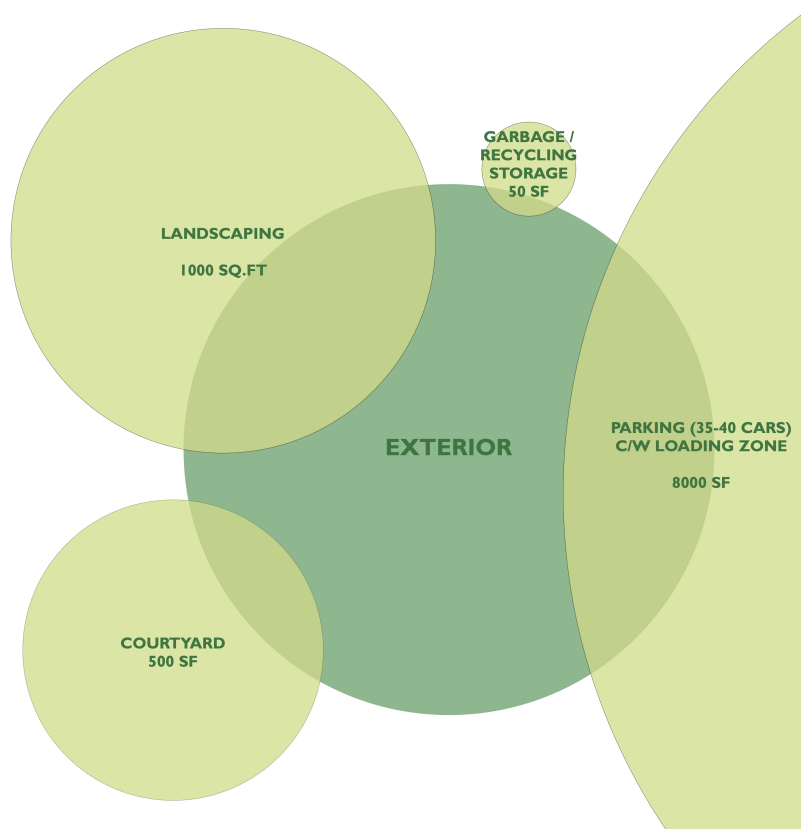 GARBAGE /
RECYCLING
STORAGE
50 SF
LANDSCAPING
1000 SQ.FT
EXTERIOR
PARKING (35-40 CARS)
C/W LOADING ZONE
8000 SF
COURTYARD
500 SF